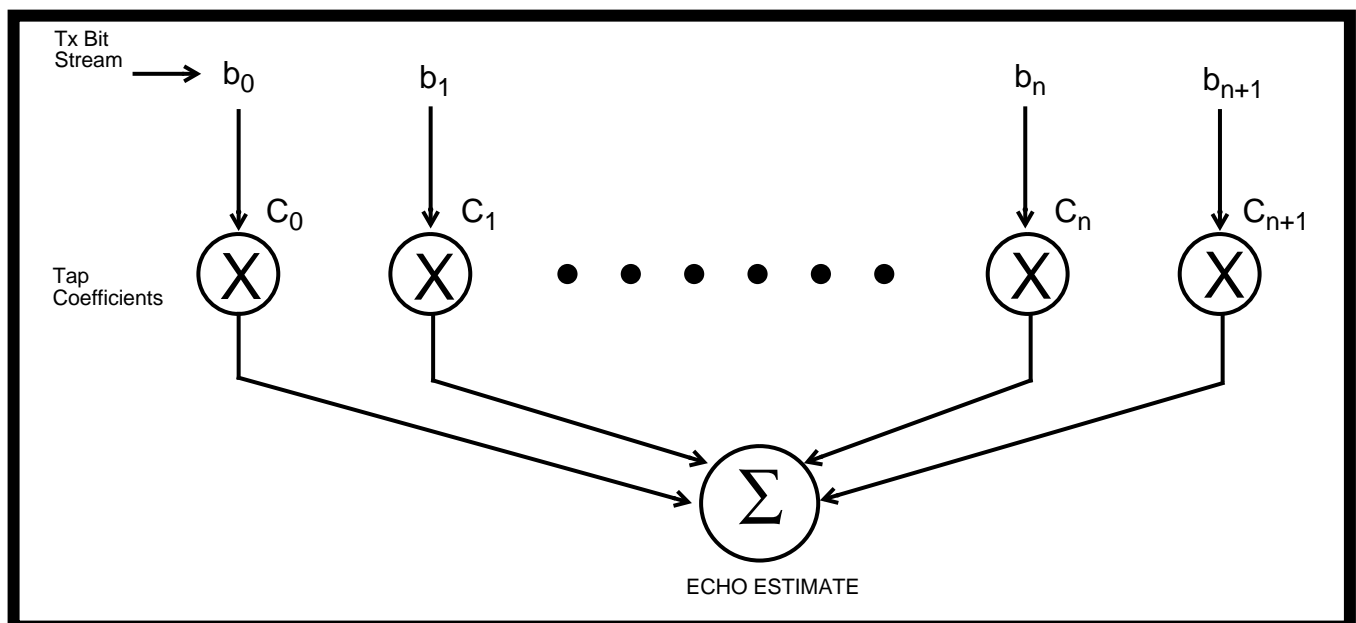 Tx Bit
Stream
b0 b1 bn bn+1
C0 C1 Cn Cn+1
Tap
Coefficients
X X X X
Σ
ECHO ESTIMATE